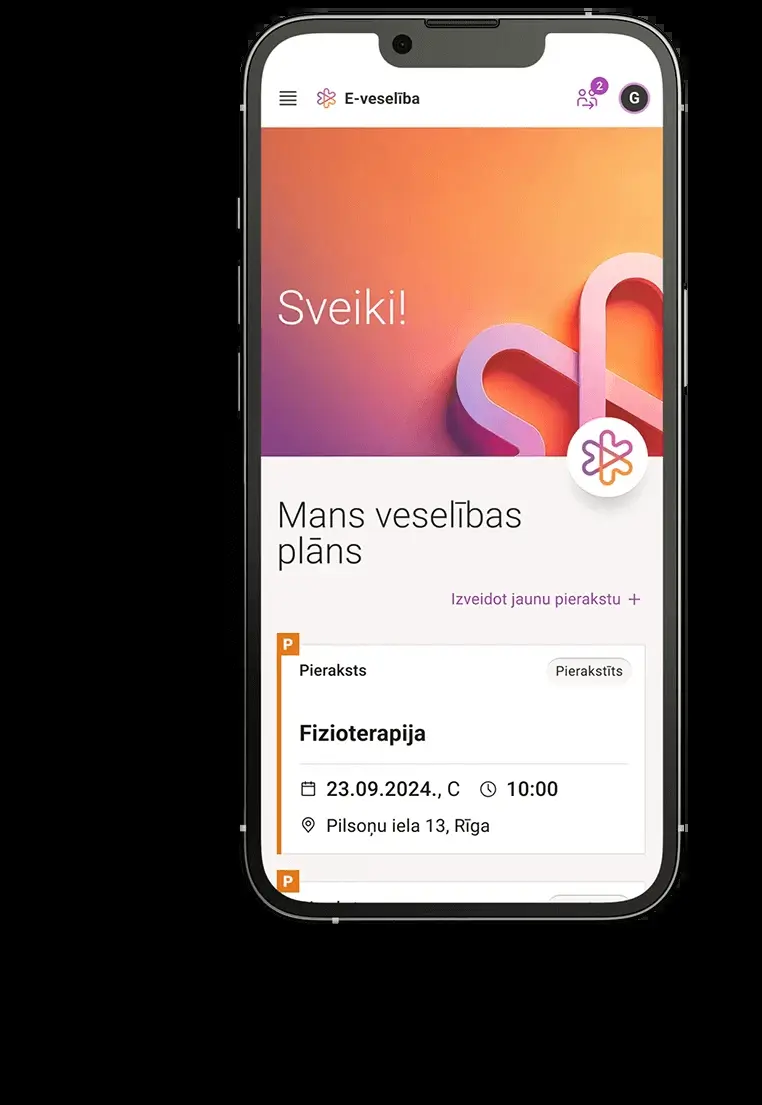 E-veselība
2
G
Sveiki!
Mans veselības
plāns
Izveidot jaunu pierakstu +
P
Pieraksts
Pierakstīts
Fizioterapija
23.09.2024., C 10:00
Pilsoņu iela 13, Rīga
P